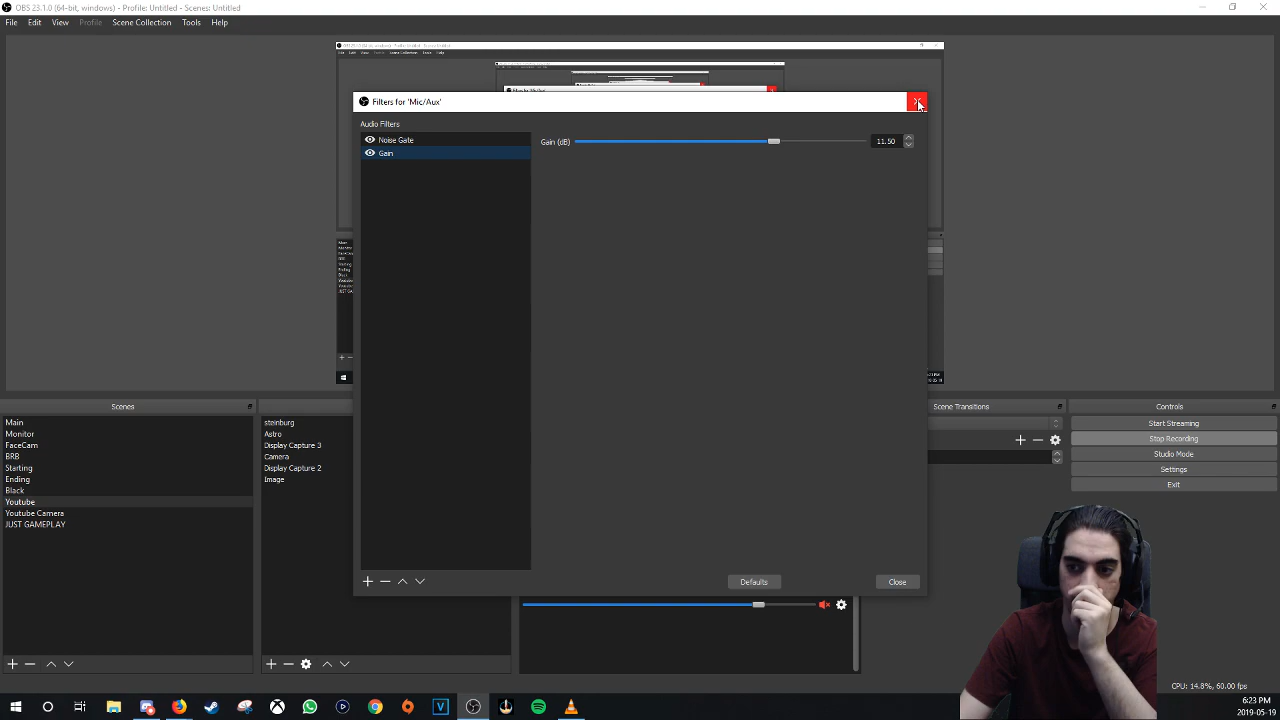 OBS 23.1.0 (64-bit, windows) - Profile: Untitled - Scenes: Untitled
File Edit View Profile Scene Collection Tools Help
Filters for 'Mic/Aux'
Audio Filters
Noise Gate
Gain
Gain (dB) 11.50
Defaults Close
Scenes
Main
Monitor
FaceCam
BRB
Starting
Ending
Black
Youtube
Youtube Camera
JUST GAMEPLAY
steinburg
Astro
Display Capture 3
Camera
Display Capture 2
Image
Scene Transitions
Controls
Start Streaming
Stop Recording
Studio Mode
Settings
Exit
CPU: 14.8%, 60.00 fps
6:23 PM
2019-05-19